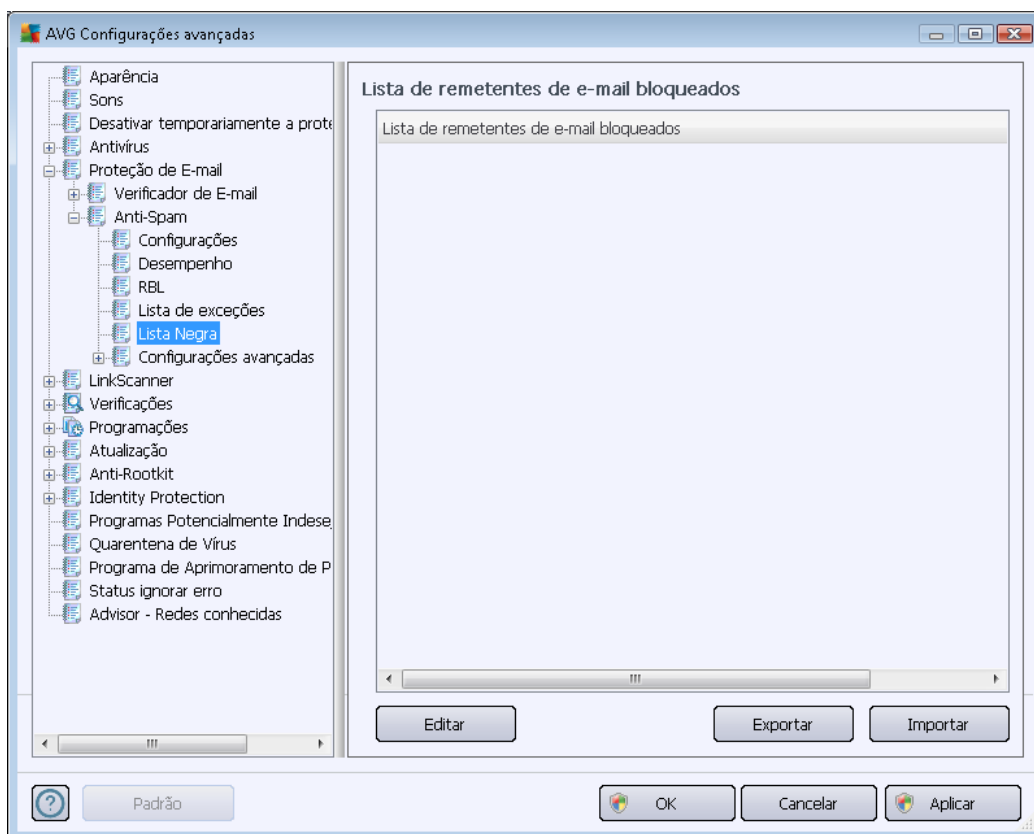 AVG Configurações avançadas
Aparência
Sons
Desativar temporariamente a prote
Antivírus
Proteção de E-mail
Verificador de E-mail
Anti-Spam
Configurações
Desempenho
RBL
Lista de exceções
Lista Negra
Configurações avançadas
LinkScanner
Verificações
Programações
Atualização
Anti-Rootkit
Identity Protection
Programas Potencialmente Indese
Quarentena de Vírus
Programa de Aprimoramento de P
Status ignorar erro
Advisor - Redes conhecidas
Lista de remetentes de e-mail bloqueados
Lista de remetentes de e-mail bloqueados
Editar
Exportar
Importar
Padrão
OK
Cancelar
Aplicar